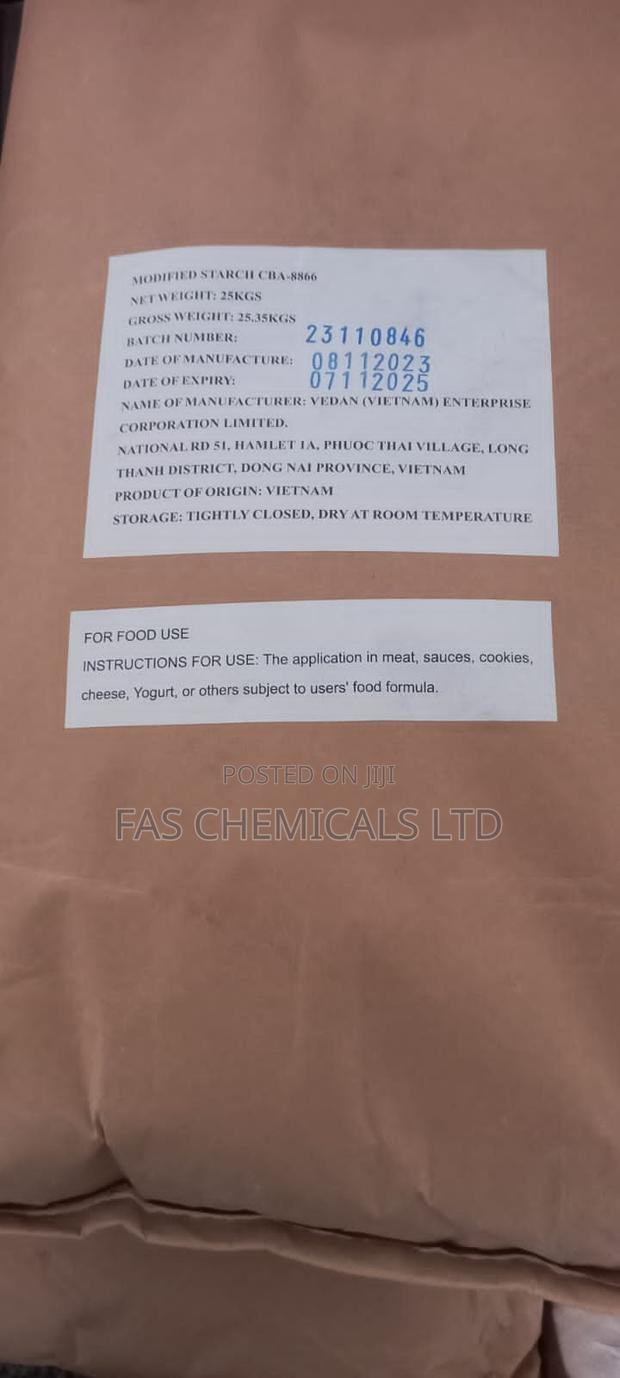 MODIFIED STARCH CBA-8866
NET WEIGHT: 25KGS
GROSS WEIGHT: 25.35KGS
BATCH NUMBER: 23110846
DATE OF MANUFACTURE: 08112023
DATE OF EXPIRY: 07112025
NAME OF MANUFACTURER: VEDAN (VIETNAM) ENTERPRISE
CORPORATION LIMITED.
NATIONAL RD 51, HAMLET 1A, PHUOC THAI VILLAGE, LONG
THANH DISTRICT, DONG NAI PROVINCE, VIETNAM
PRODUCT OF ORIGIN: VIETNAM
STORAGE: TIGHTLY CLOSED, DRY AT ROOM TEMPERATURE
FOR FOOD USE
INSTRUCTIONS FOR USE: The application in meat, sauces, cookies,
cheese, Yogurt, or others subject to users' food formula.
POSTED ON JIJI
FAS CHEMICALS LTD